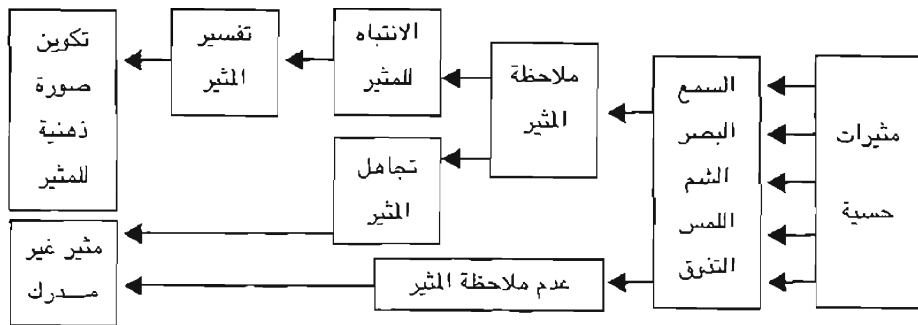 مثيرات
حسية
السمع
البصر
الشم
اللمس
التذوق
ملاحظة
المثير
الانتباه
للمثير
تفسير
المثير
تكوين
صورة
ذهنية
للمثير
تجاهل
المثير
عدم ملاحظة المثير
مثير غير
مـدرك